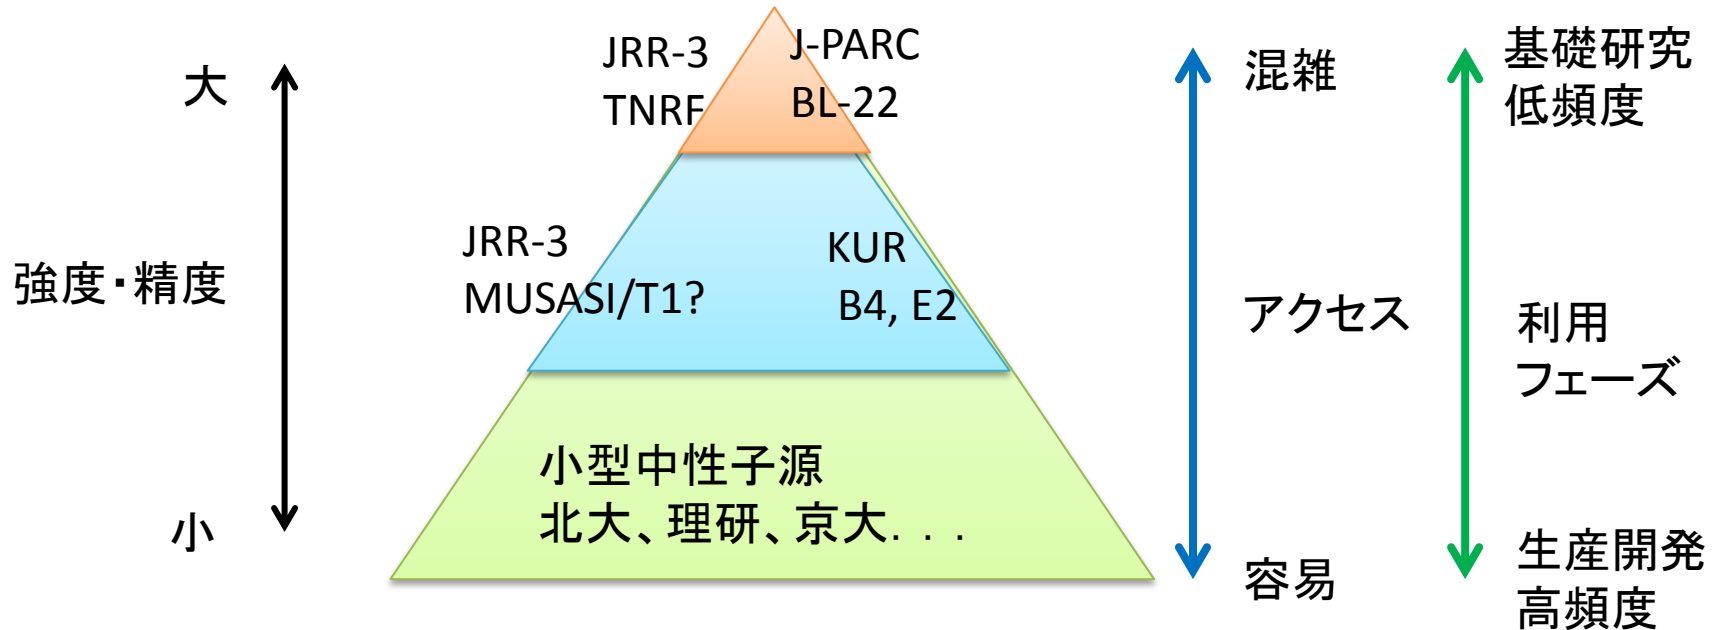 大
強度・精度
小
JRR-3
TNRF
J-PARC
BL-22
JRR-3
MUSASI/T1?
KUR
B4, E2
小型中性子源
北大、理研、京大. . .
混雑
アクセス
容易
基礎研究
低頻度
利用
フェーズ
生産開発
高頻度